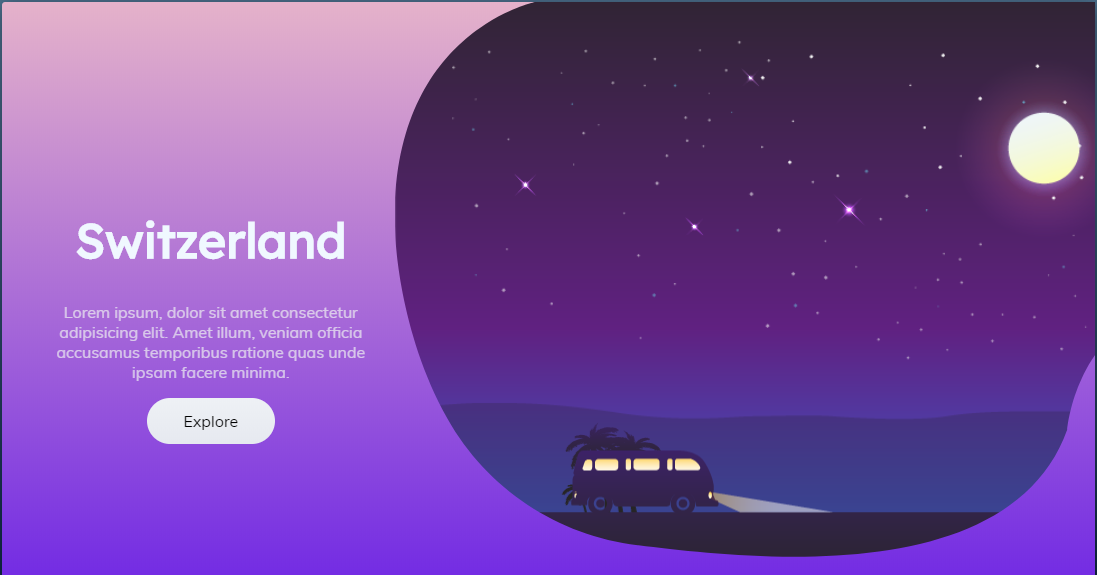 Switzerland
Lorem ipsum, dolor sit amet consectetur
adipisicing elit. Amet illum, veniam officia
accusamus temporibus ratione quas unde
ipsam facere minima.
Explore